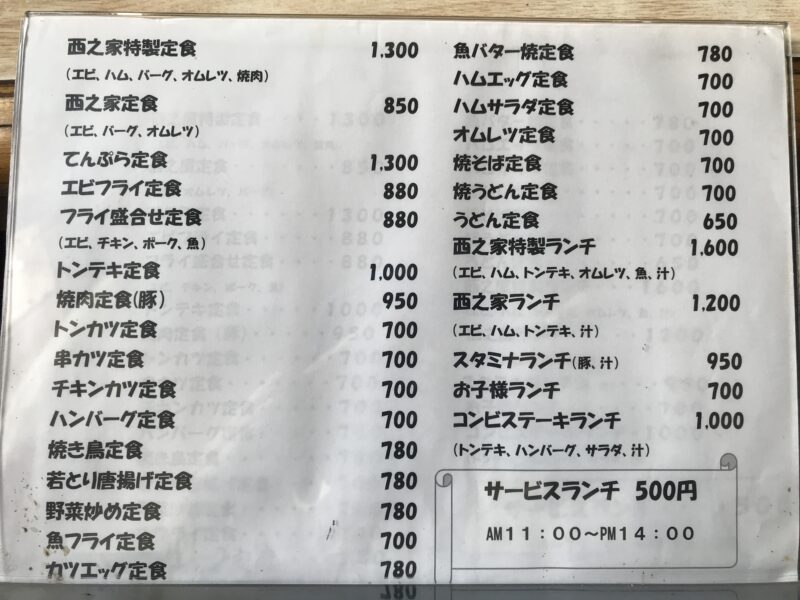 西之家特製定食 1,300
(エビ、ハム、バーグ、オムレツ、焼肉)
西之家定食 850
(エビ、バーグ、オムレツ)
てんぷら定食 1,300
エビフライ定食 880
フライ盛合せ定食 880
(エビ、チキン、ポーク、魚)
トンテキ定食 1,000
焼肉定食(豚) 950
トンカツ定食 700
串カツ定食 700
チキンカツ定食 700
ハンバーグ定食 700
焼き鳥定食 780
若とり唐揚げ定食 780
野菜炒め定食 780
魚フライ定食 700
カツエッグ定食 780
魚バター焼定食 780
ハムエッグ定食 700
ハムサラダ定食 700
オムレツ定食 700
焼そば定食 700
焼うどん定食 700
うどん定食 650
西之家特製ランチ 1,600
(エビ、ハム、トンテキ、オムレツ、魚、汁)
西之家ランチ 1,200
(エビ、ハム、トンテキ、汁)
スタミナランチ(豚、汁) 950
お子様ランチ 700
コンビステーキランチ 1,000
(トンテキ、ハンバーグ、サラダ、汁)
サービスランチ 500円
AM11:00~PM14:00